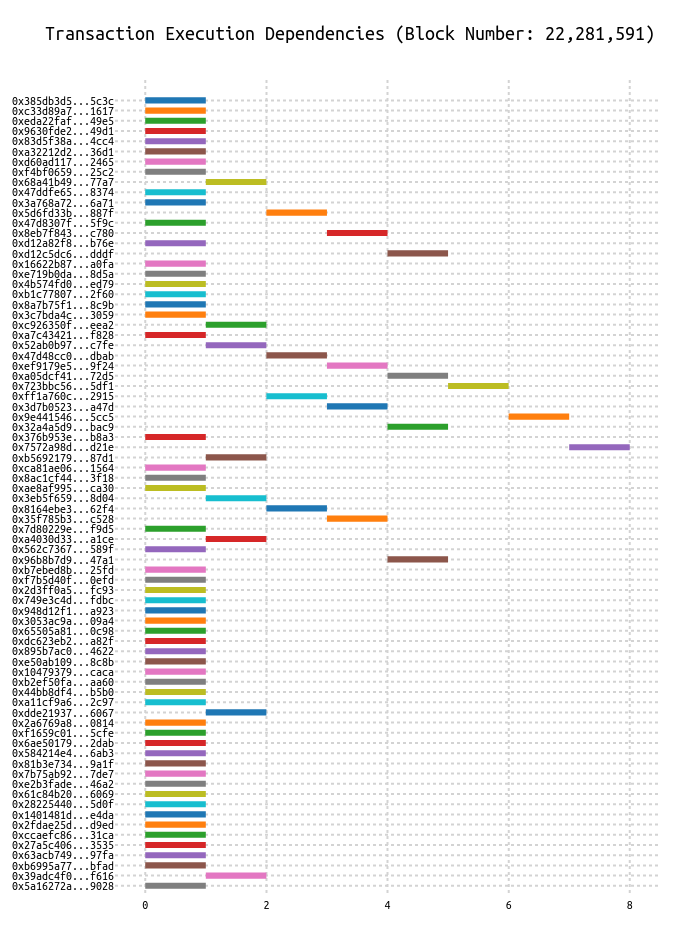 Transaction Execution Dependencies (Block Number: 22,281,591)
0x385db3d5...5c3c
0xc33d89a7...1617
0xeda22faf...49e5
0x9630fde2...49d1
0x83d5f38a...4cc4
0xa32212d2...36d1
0xd60ad117...2465
0xf4bf0659...25c2
0x68a41b49...77a7
0x47ddfe65...8374
0x3a768a72...6a71
0x5d6fd33b...887f
0x47d8307f...5f9c
0x8eb7f843...c780
0xd12a82f8...b76e
0xd12c5dc6...dddf
0x16622b87...a0fa
0xe719b0da...8d5a
0x4b574fd0...ed79
0xb1c77807...2f60
0x8a7b75f1...8c9b
0x3c7bda4c...3059
0xc926350f...eea2
0xa7c43421...f828
0x52ab0b97...c7fe
0x47d48cc0...dbab
0xef9179e5...9f24
0xa05dcf41...72d5
0x723bbc56...5df1
0xff1a760c...2915
0x3d7b0523...a47d
0x9e441546...5cc5
0x32a4a5d9...bac9
0x376b953e...b8a3
0x7572a98d...d21e
0xb5692179...87d1
0xca81ae06...1564
0x8ac1cf44...3f18
0xae8af995...ca30
0x3eb5f659...8d04
0x8164ebe3...62f4
0x35f785b3...c528
0x7d80229e...f9d5
0xa4030d33...a1ce
0x562c7367...589f
0x96b8b7d9...47a1
0xb7ebed8b...25fd
0xf7b5d40f...0efd
0x2d3ff0a5...fc93
0x749e3c4d...fdbc
0x948d12f1...a923
0x3053ac9a...09a4
0x65505a81...0c98
0xdc623eb2...a82f
0x895b7ac0...4622
0xe50ab109...8c8b
0x10479379...caca
0xb2ef50fa...aa60
0x44bb8df4...b5b0
0xa11cf9a6...2c97
0xdde21937...6067
0x2a6769a8...0814
0xf1659c01...5cfe
0x6ae50179...2dab
0x584214e4...6ab3
0x81b3e734...9a1f
0x7b75ab92...7de7
0xe2b3fade...46a2
0x61c84b20...6069
0x28225440...5d0f
0x1401481d...e4da
0x2fdae25d...d9ed
0xccaefc86...31ca
0x27a5c406...3535
0x63acb749...97fa
0xb6995a77...bfad
0x39adc4f0...f616
0x5a16272a...9028
0 2 4 6 8